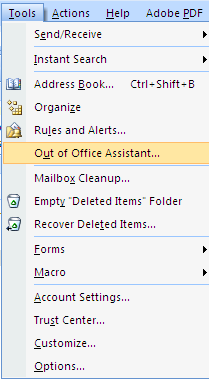 Tools Actions Help Adobe PDF
Send/Receive
Instant Search
Address Book... Ctrl+Shift+B
Organize
Rules and Alerts...
Out of Office Assistant...
Mailbox Cleanup...
Empty "Deleted Items" Folder
Recover Deleted Items...
Forms
Macro
Account Settings...
Trust Center...
Customize...
Options...